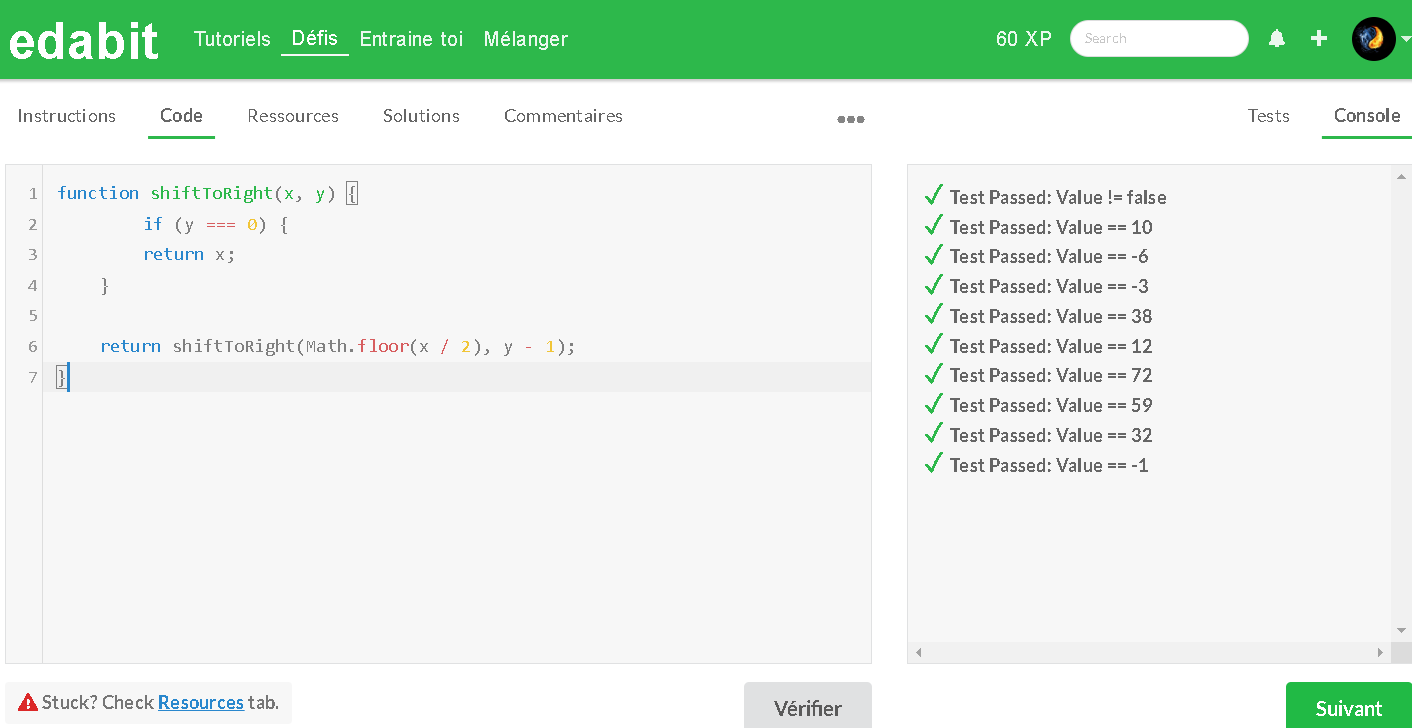 edabit Tutoriels Défis Entraine toi Mélanger 60 XP Search
Instructions Code Ressources Solutions Commentaires Tests Console
1 function shiftToRight(x, y) {
2 if (y === 0) {
3 return x;
4 }
5
6 return shiftToRight(Math.floor(x / 2), y - 1);
7 }
Test Passed: Value != false
Test Passed: Value == 10
Test Passed: Value == -6
Test Passed: Value == -3
Test Passed: Value == 38
Test Passed: Value == 12
Test Passed: Value == 72
Test Passed: Value == 59
Test Passed: Value == 32
Test Passed: Value == -1
Stuck? Check Resources tab.
Vérifier
Suivant